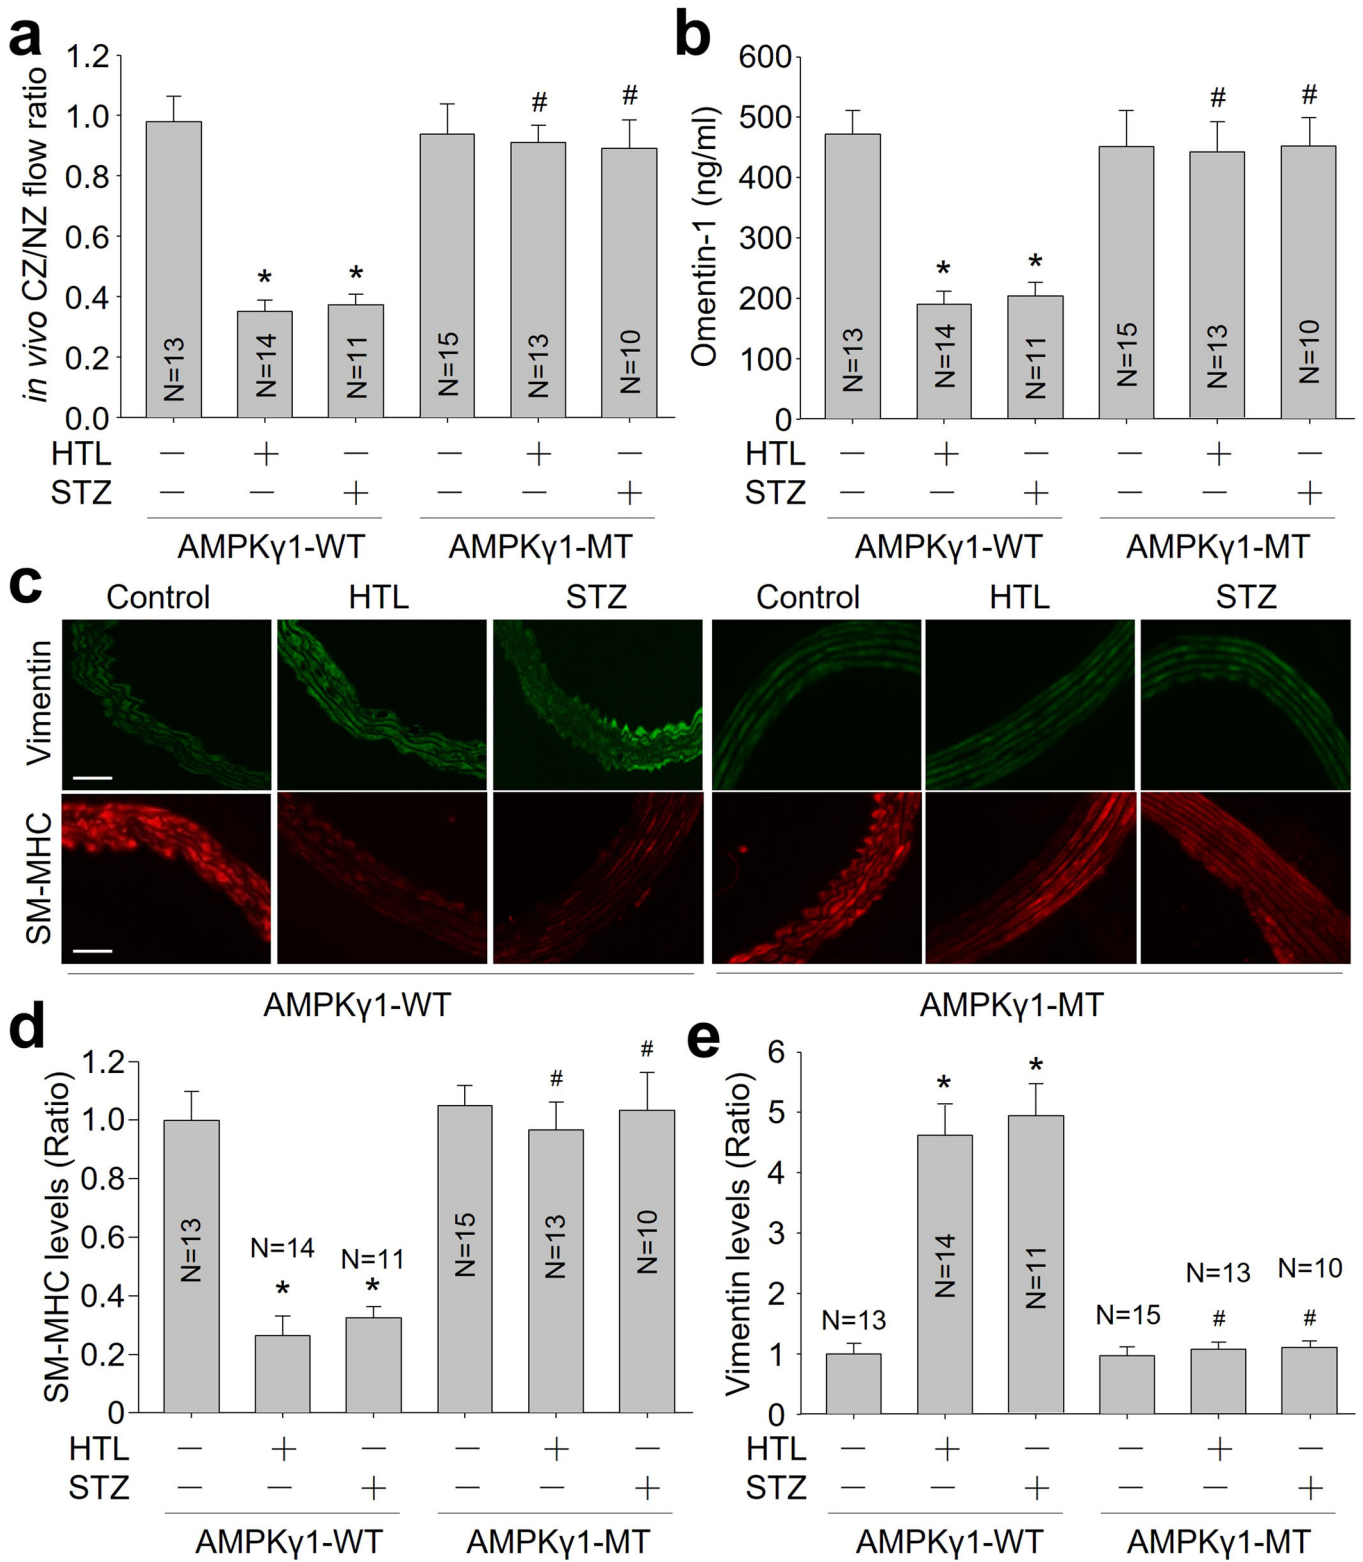 a
in vivo CZ/NZ flow ratio
1.2
1.0
0.8
0.6
0.4
0.2
0.0
* * # #
N=13 N=14 N=11 N=15 N=13 N=10
HTL — + — — + —
STZ — — + — — +
AMPKγ1-WT AMPKγ1-MT
b
Omentin-1 (ng/ml)
600
500
400
300
200
100
0
* * # #
N=13 N=14 N=11 N=15 N=13 N=10
HTL — + — — + —
STZ — — + — — +
AMPKγ1-WT AMPKγ1-MT
c
Control HTL STZ Control HTL STZ
Vimentin
SM-MHC
AMPKγ1-WT AMPKγ1-MT
d
SM-MHC levels (Ratio)
1.2
1.0
0.8
0.6
0.4
0.2
0
# #
N=13 N=14 N=11 N=15 N=13 N=10
* *
HTL — + — — + —
STZ — — + — — +
AMPKγ1-WT AMPKγ1-MT
e
Vimentin levels (Ratio)
6
5
4
3
2
1
0
* *
N=13 N=14 N=11 N=15 N=13 N=10
# #
HTL — + — — + —
STZ — — + — — +
AMPKγ1-WT AMPKγ1-MT